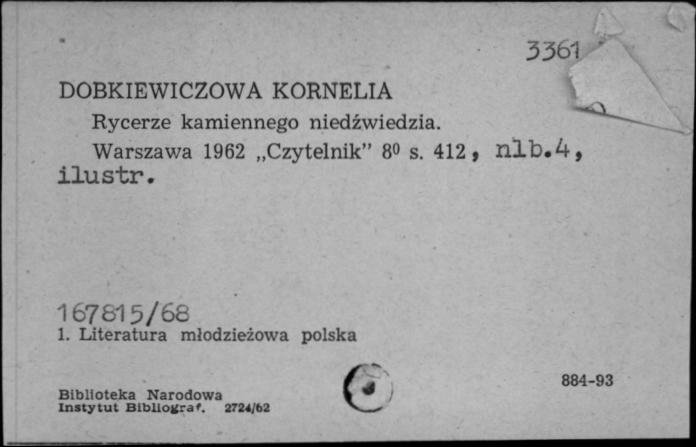 3361
DOBKIEWICZOWA KORNELIA
Rycerze kamiennego niedźwiedzia.
Warszawa 1962 „Czytelnik” 8⁰ s. 412, nlb.4,
ilustr.
167815/68
1. Literatura młodzieżowa polska
884-93
Biblioteka Narodowa
Instytut Bibliograf. 2724/62